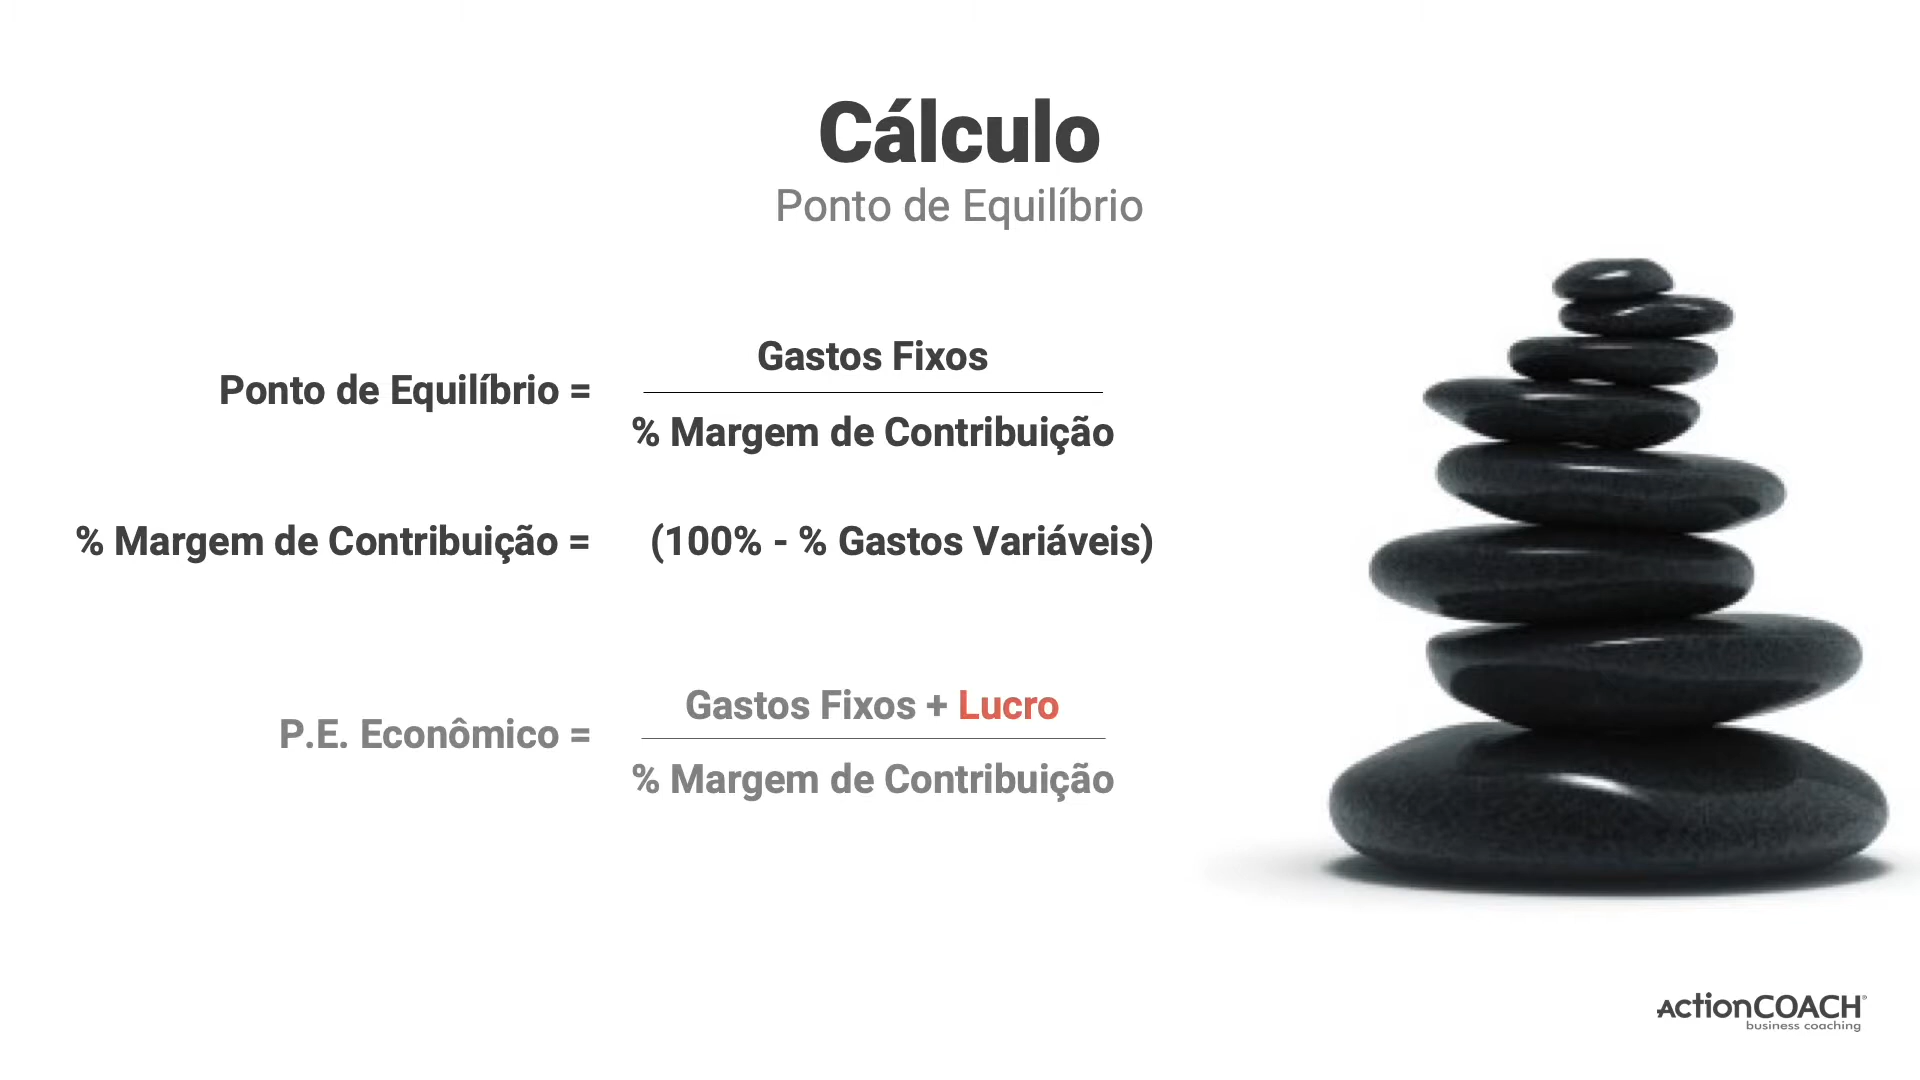 Cálculo
Ponto de Equilíbrio
Ponto de Equilíbrio =
Gastos Fixos
% Margem de Contribuição
% Margem de Contribuição =
(100% - % Gastos Variáveis)
P.E. Econômico =
Gastos Fixos + Lucro
% Margem de Contribuição
ActionCOACH®
business coaching